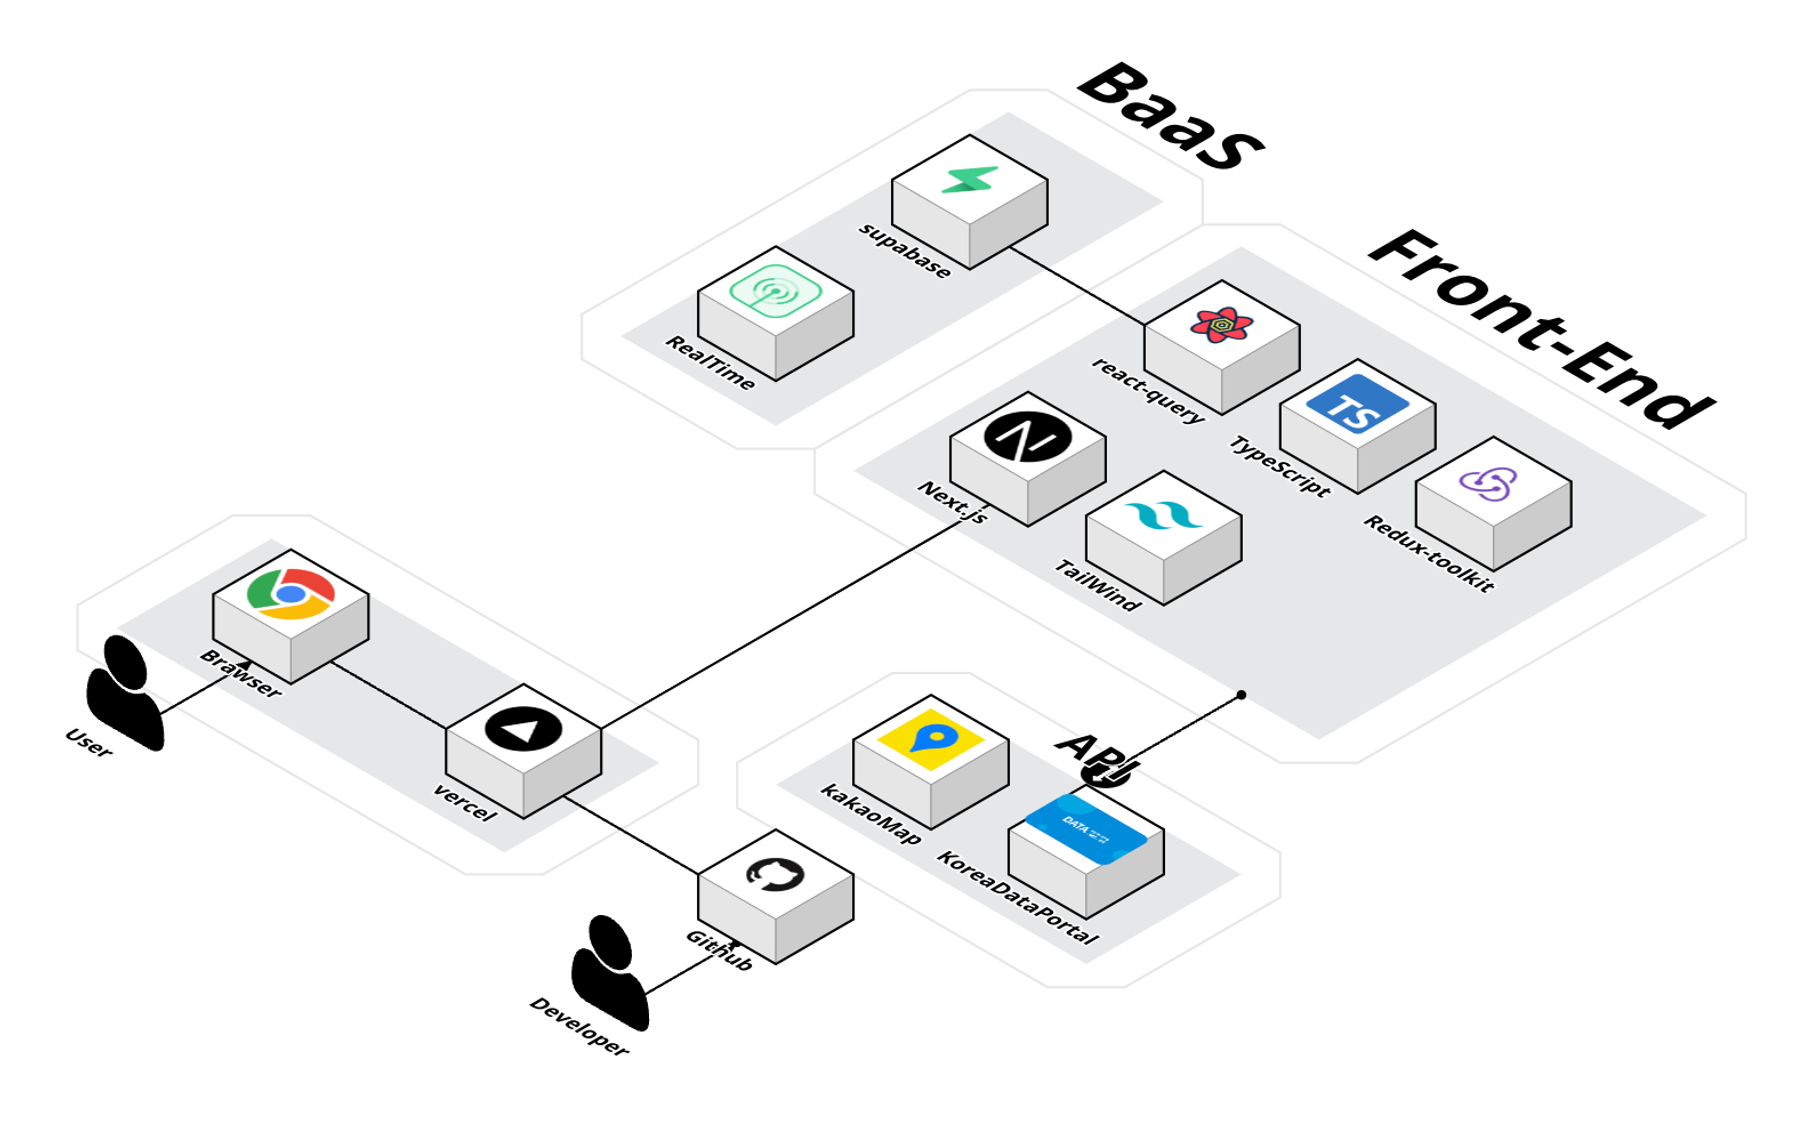 BaaS
supabase
RealTime
Front-End
react-query
TypeScript
TS
Redux-toolkit
Next.js
N
TailWind
Brawser
User
vercel
Github
Developer
API
kakaoMap
DATA
KoreaDataPortal